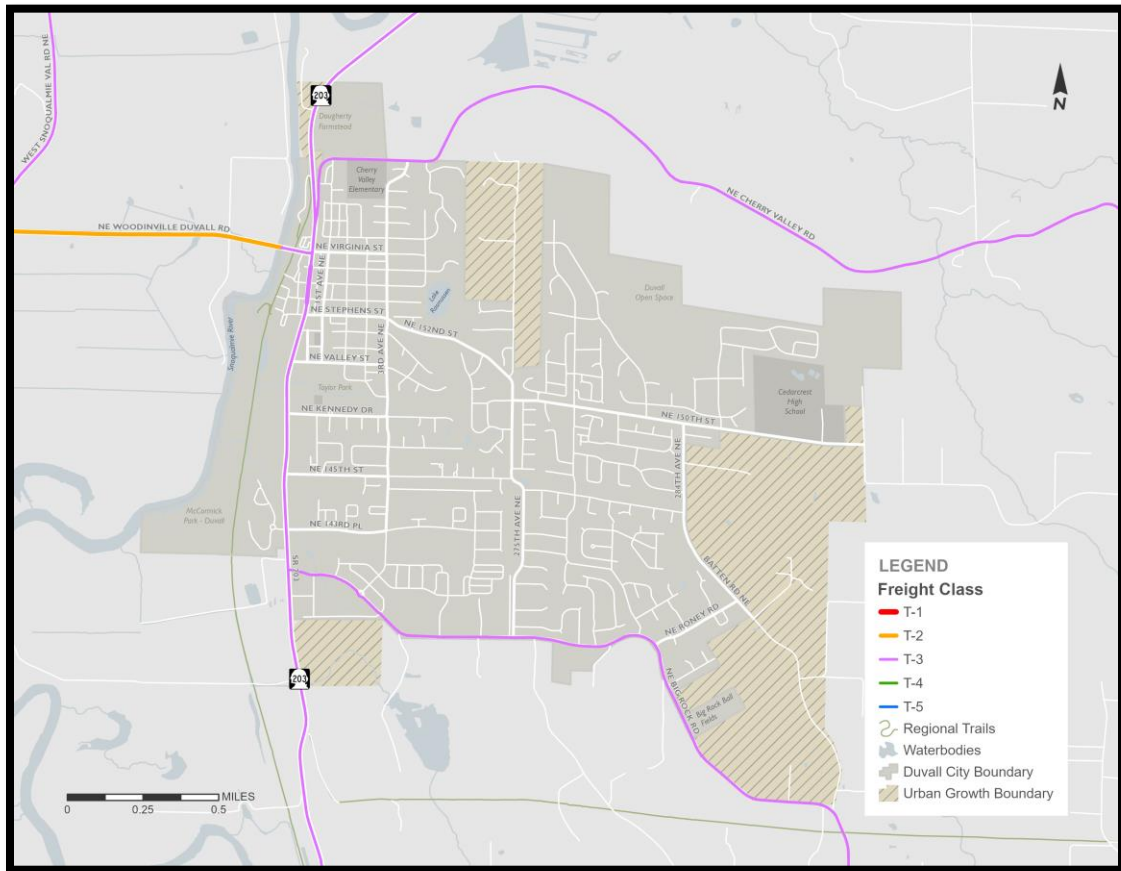 WEST SNOQUALMIE VAL RD NE
203
Dougherty
Farmstead
N
Cherry
Valley
Elementary
NE CHERRY VALLEY RD
NE WOODINVILLE DUVALL RD
NE VIRGINIA ST
1ST AVE NE
Lake
Rasmussen
Duvall
Open Space
NE STEPHENS ST
NE 152ND ST
Snoqualmie River
3RD AVE NE
NE VALLEY ST
Taylor Park
Cedarcrest
High
School
NE KENNEDY DR
NE 150TH ST
284TH AVE NE
NE 145TH ST
McCormick
Park - Duvall
NE 143RD PL
275TH AVE NE
SR 203
BATTEN RD NE
NE RONEY RD
203
NE BIG ROCK RD
Big Rock Ball
Fields
LEGEND
Freight Class
T-1
T-2
T-3
T-4
T-5
Regional Trails
Waterbodies
Duvall City Boundary
Urban Growth Boundary
MILES
0 0.25 0.5